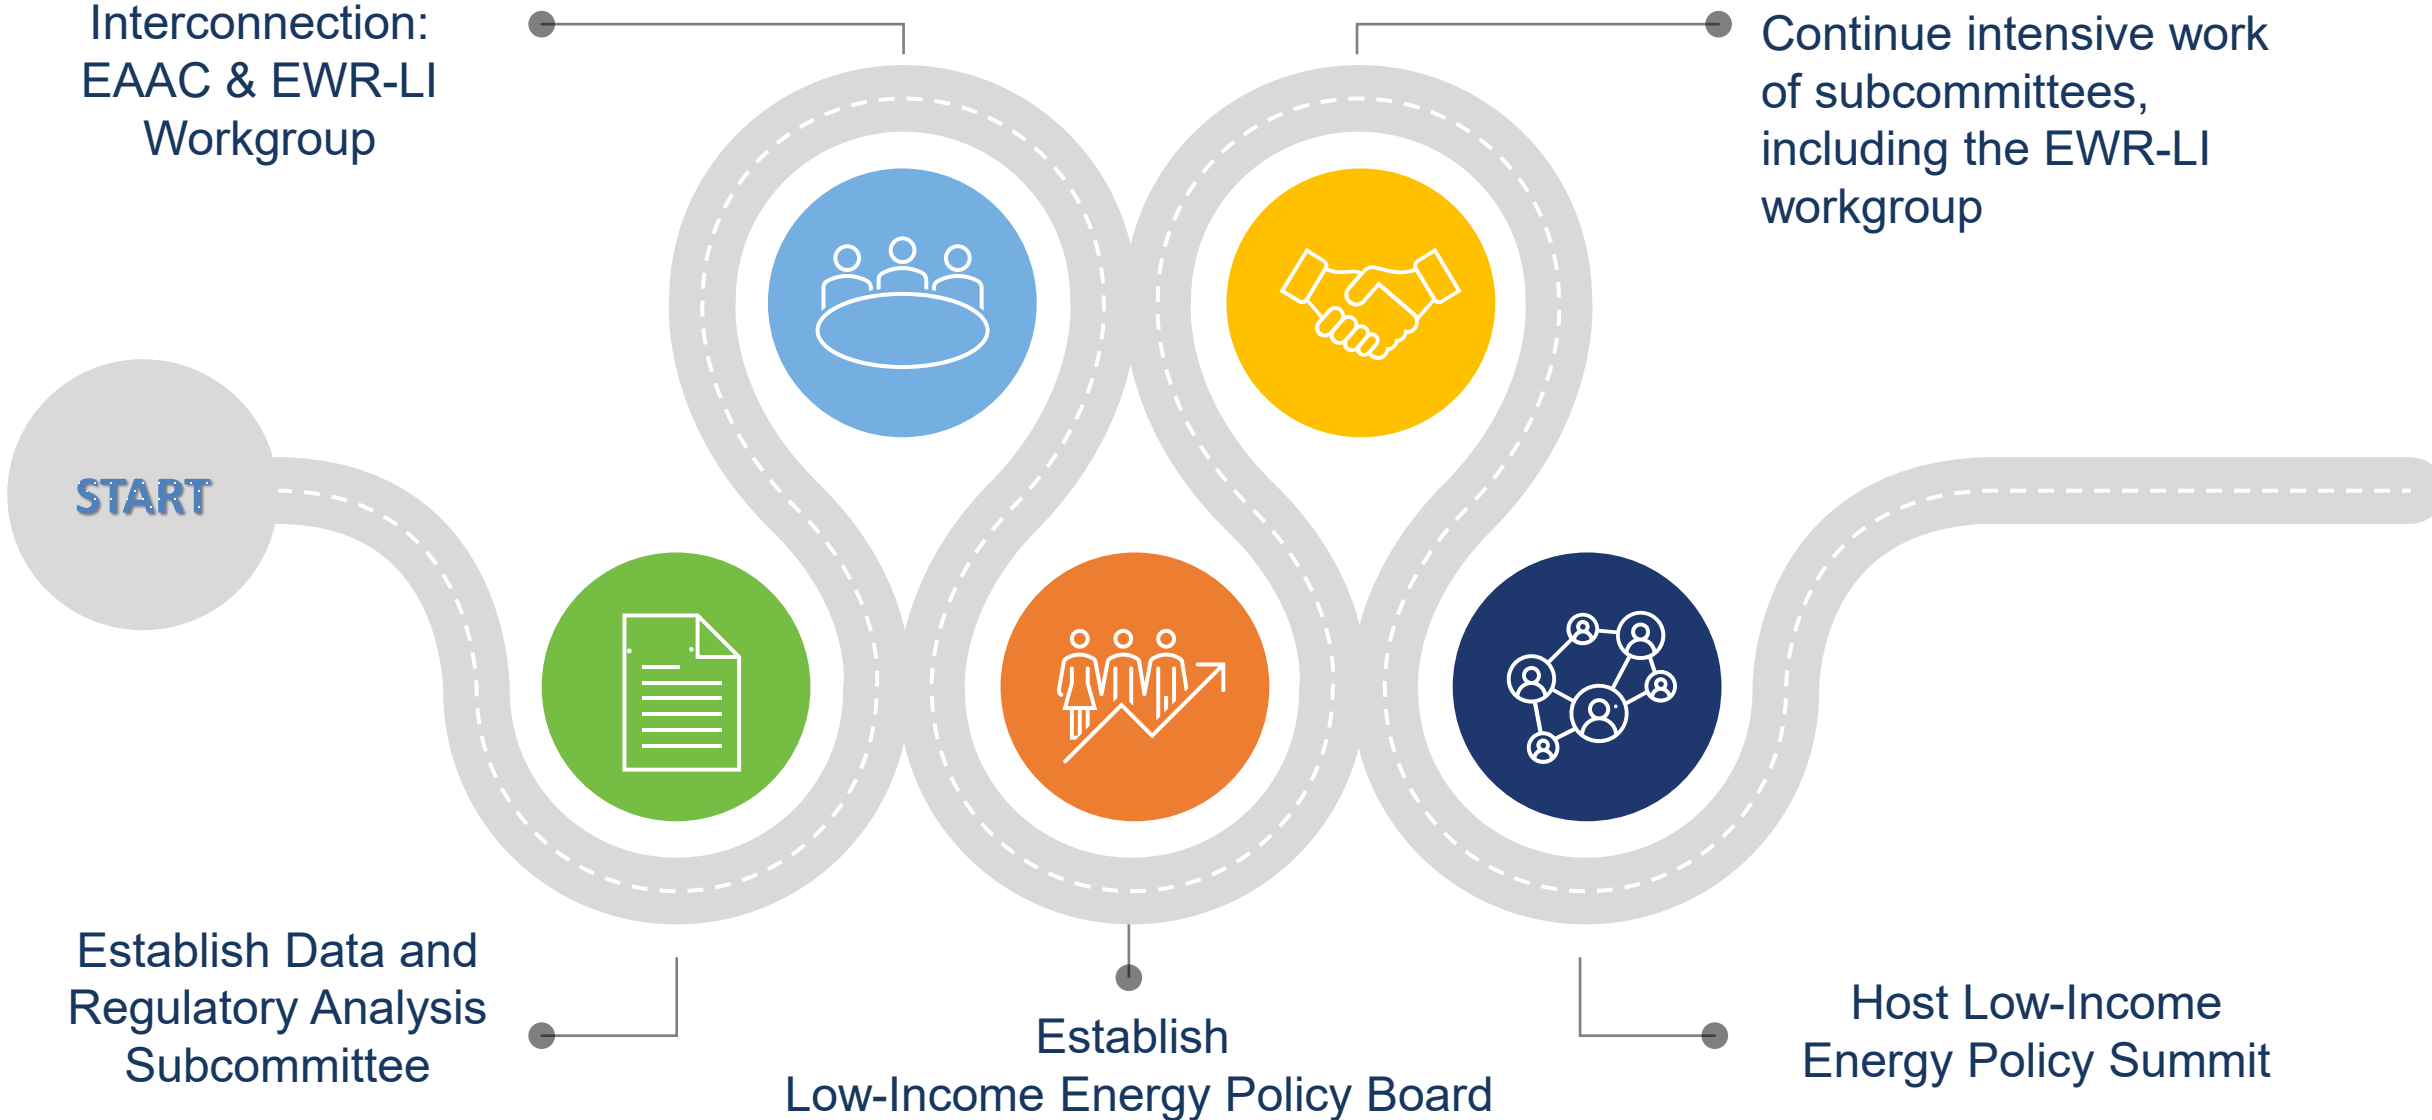 Interconnection:
EAAC & EWR-LI
Workgroup
Continue intensive work
of subcommittees,
including the EWR-LI
workgroup
START
Establish Data and
Regulatory Analysis
Subcommittee
Establish
Low-Income Energy Policy Board
Host Low-Income
Energy Policy Summit